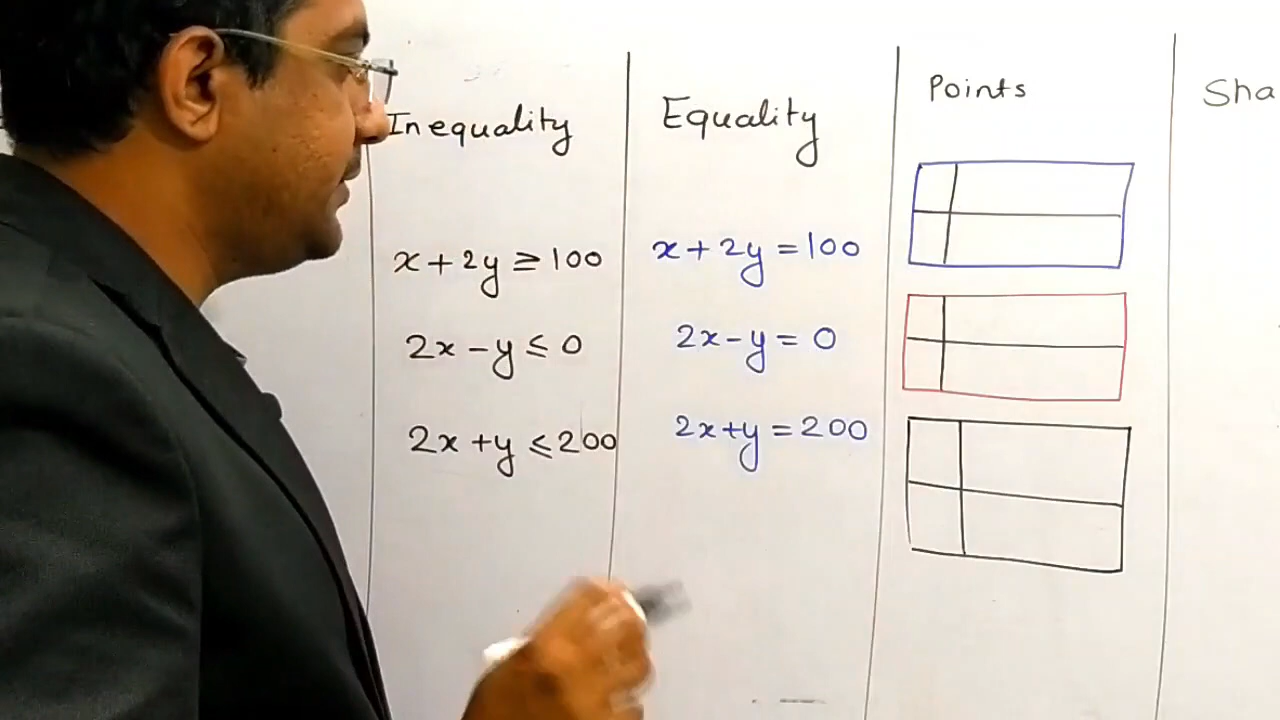 Inequality
Equality
Points
Sha
x + 2y ≥ 100
x + 2y = 100
2x - y ≤ 0
2x - y = 0
2x + y ≤ 200
2x + y = 200